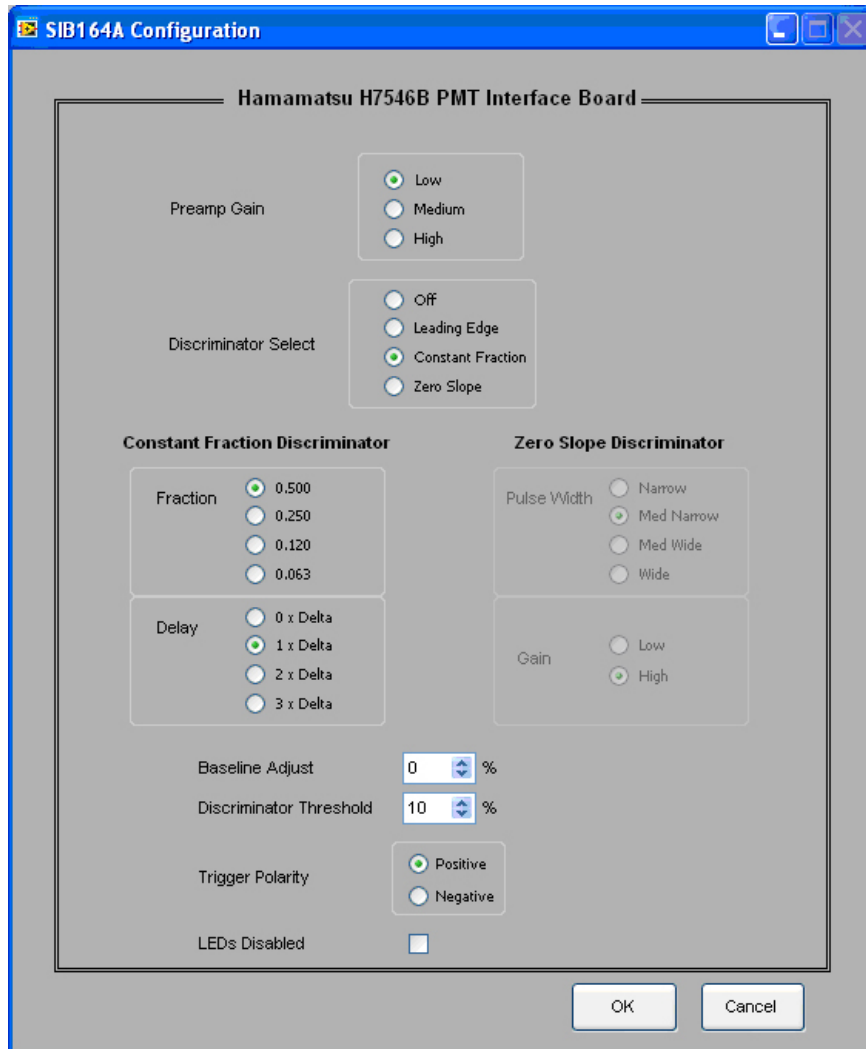 SIB164A Configuration
Hamamatsu H7546B PMT Interface Board
Preamp Gain
Low
Medium
High
Discriminator Select
Off
Leading Edge
Constant Fraction
Zero Slope
Constant Fraction Discriminator
Fraction
0.500
0.250
0.120
0.063
Delay
0 x Delta
1 x Delta
2 x Delta
3 x Delta
Zero Slope Discriminator
Pulse Width
Narrow
Med Narrow
Med Wide
Wide
Gain
Low
High
Baseline Adjust 0 %
Discriminator Threshold 10 %
Trigger Polarity
Positive
Negative
LEDs Disabled
OK
Cancel